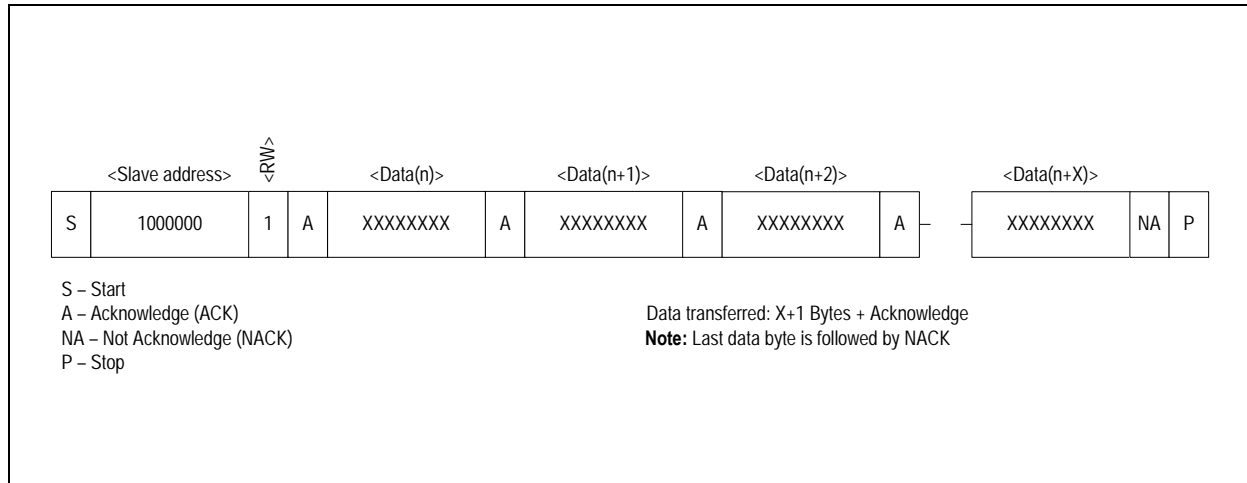 <Slave address> <RW> <Data(n)> <Data(n+1)> <Data(n+2)> <Data(n+X)>
S 1000000 1 A XXXXXXXX A XXXXXXXX A XXXXXXXX A XXXXXXXX NA P
S – Start
A – Acknowledge (ACK)
NA – Not Acknowledge (NACK)
P – Stop
Data transferred: X+1 Bytes + Acknowledge
Note: Last data byte is followed by NACK